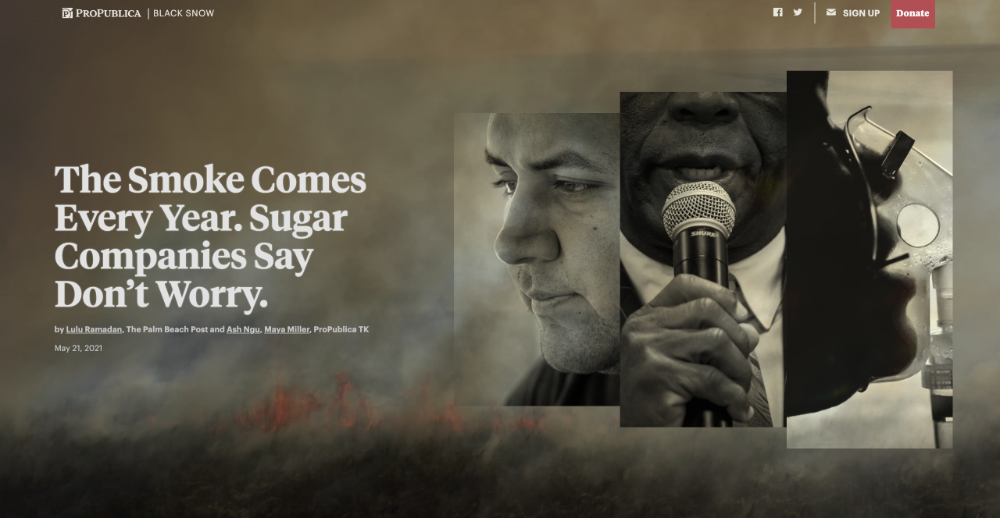 PROPUBLICA | BLACK SNOW
SIGN UP
Donate
The Smoke Comes
Every Year. Sugar
Companies Say
Don’t Worry.
by Lulu Ramadan, The Palm Beach Post and Ash Ngu, Maya Miller, ProPublica TK
May 21, 2021
SHURE